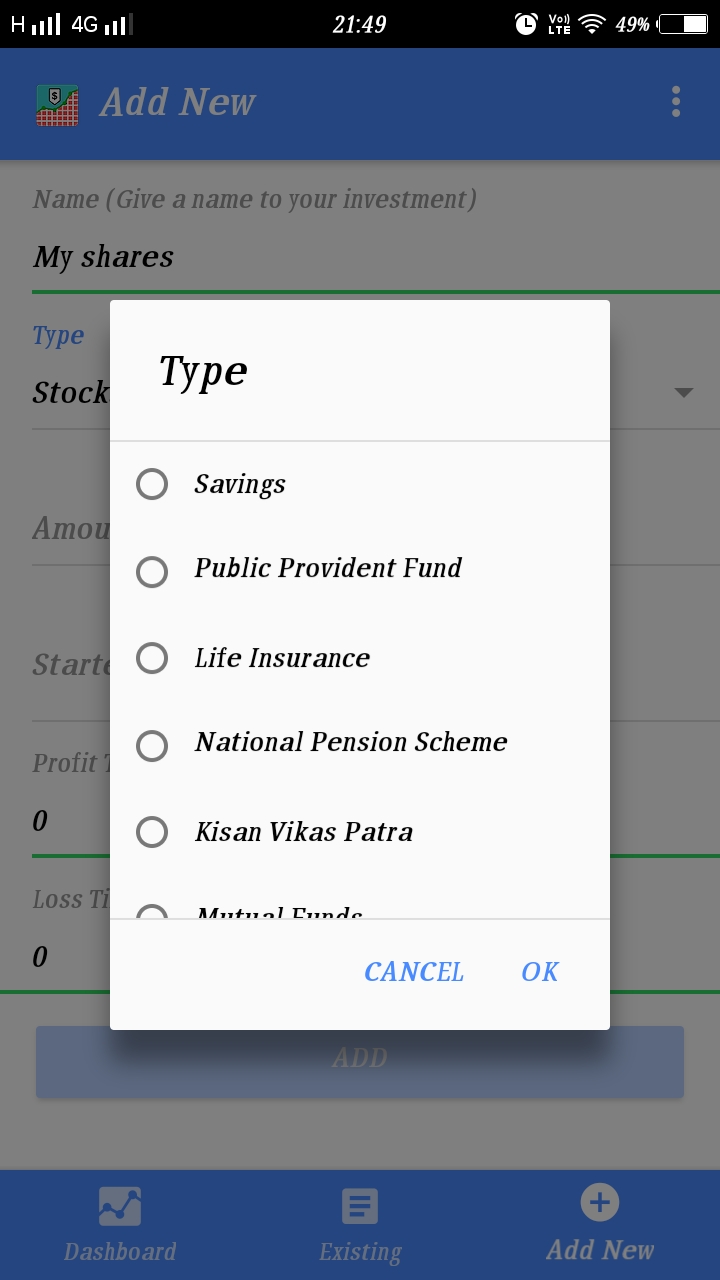 H 4G 21:49 Vo)) LTE 49%
$
Add New
Name (Give a name to your investment)
My shares
Type
Stock
Type
Savings
Public Provident Fund
Life Insurance
National Pension Scheme
Kisan Vikas Patra
Mutual Funds
Amou
Starte
Profit T
0
Loss Ti
0
CANCEL OK
ADD
Dashboard Existing Add New